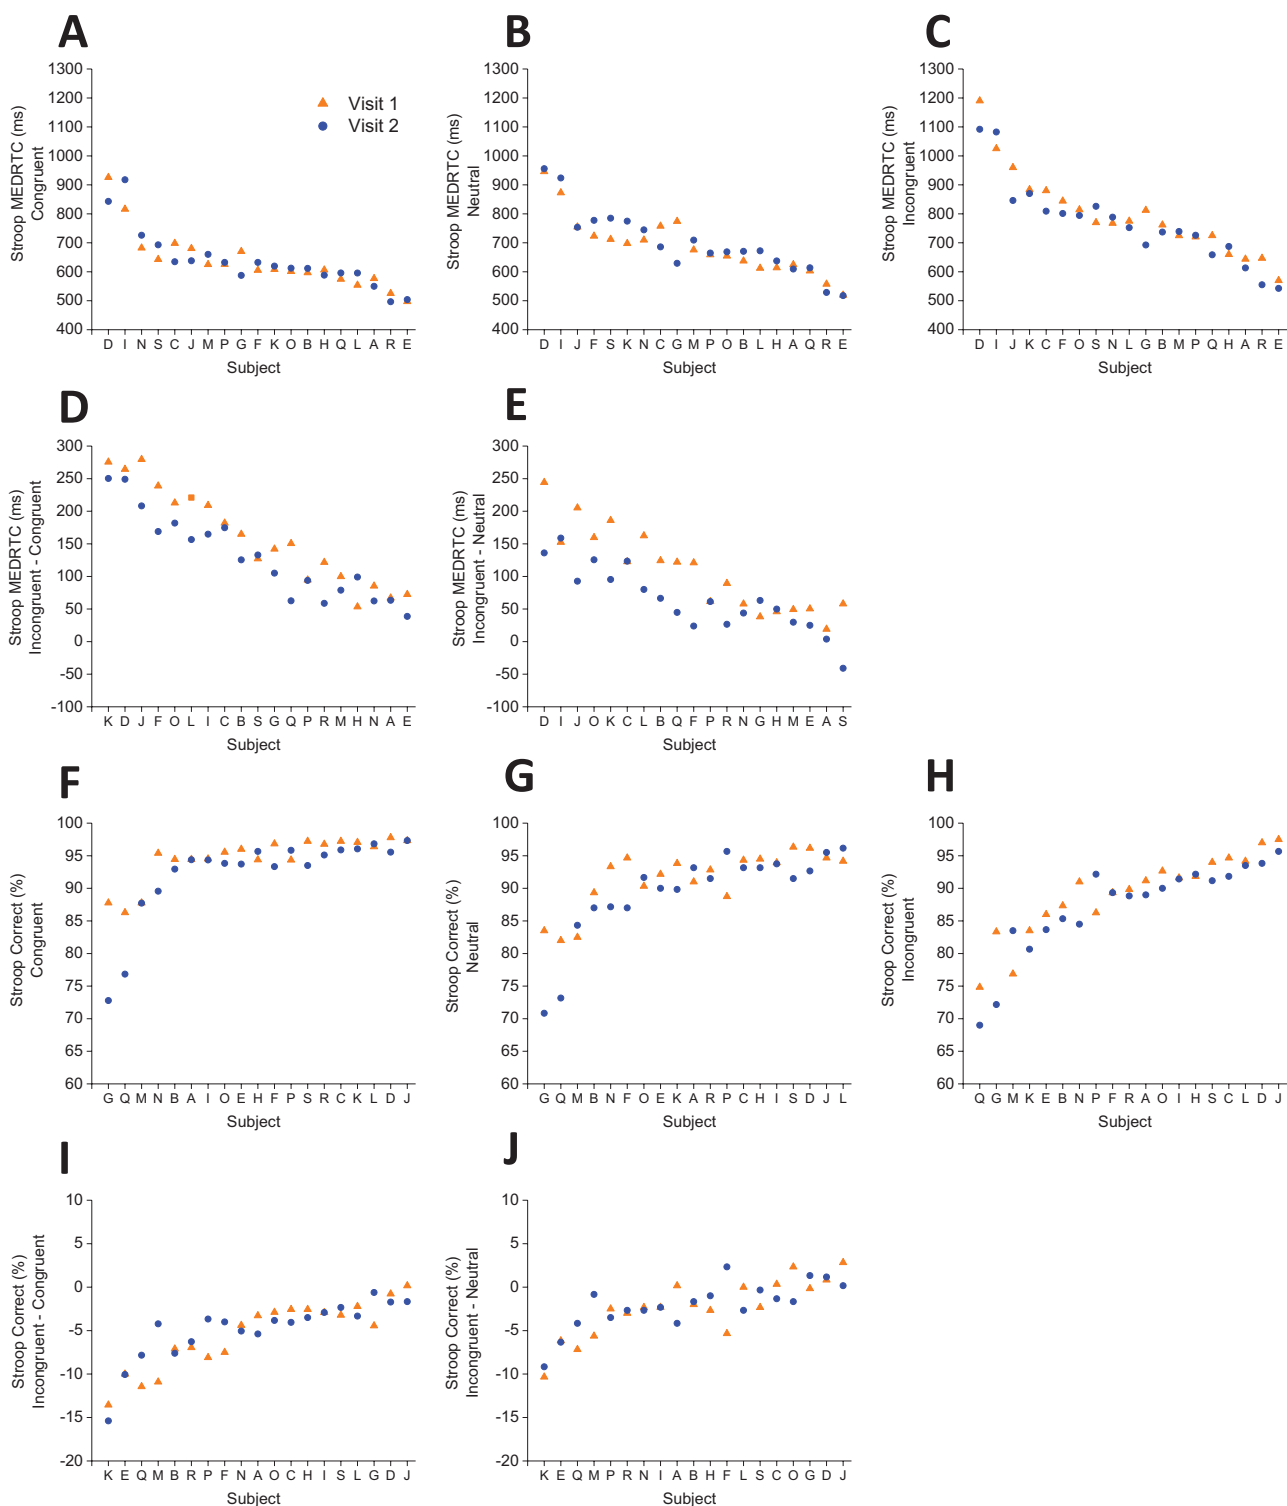 A
B
C
Stroop MEDRTC (ms)
Congruent
1300
1200
1100
1000
900
800
700
600
500
400
Visit 1
Visit 2
D I N S C J M P G F K O B H Q L A R E
Subject
Stroop MEDRTC (ms)
Neutral
1300
1200
1100
1000
900
800
700
600
500
400
D I J F S K N C G M P O B L H A Q R E
Subject
Stroop MEDRTC (ms)
Incongruent
1300
1200
1100
1000
900
800
700
600
500
400
D I J K C F O S N L G B M P Q H A R E
Subject
D
E
Stroop MEDRTC (ms)
Incongruent - Congruent
300
250
200
150
100
50
0
-50
-100
K D J F O L I C B S G Q P R M H N A E
Subject
Stroop MEDRTC (ms)
Incongruent - Neutral
300
250
200
150
100
50
0
-50
-100
D I J O K C L B Q F P R N G H M E A S
Subject
F
G
H
Stroop Correct (%)
Congruent
100
95
90
85
80
75
70
65
60
G Q M N B A I O E H F P S R C K L D J
Subject
Stroop Correct (%)
Neutral
100
95
90
85
80
75
70
65
60
G Q M B N F O E K A R P C H I S D J L
Subject
Stroop Correct (%)
Incongruent
100
95
90
85
80
75
70
65
60
Q G M K E B N P F R A O I H S C L D J
Subject
I
J
Stroop Correct (%)
Incongruent - Congruent
10
5
0
-5
-10
-15
-20
K E Q M B R P F N A O C H I S L G D J
Subject
Stroop Correct (%)
Incongruent - Neutral
10
5
0
-5
-10
-15
-20
K E Q M P R N I A B H F L S C O G D J
Subject